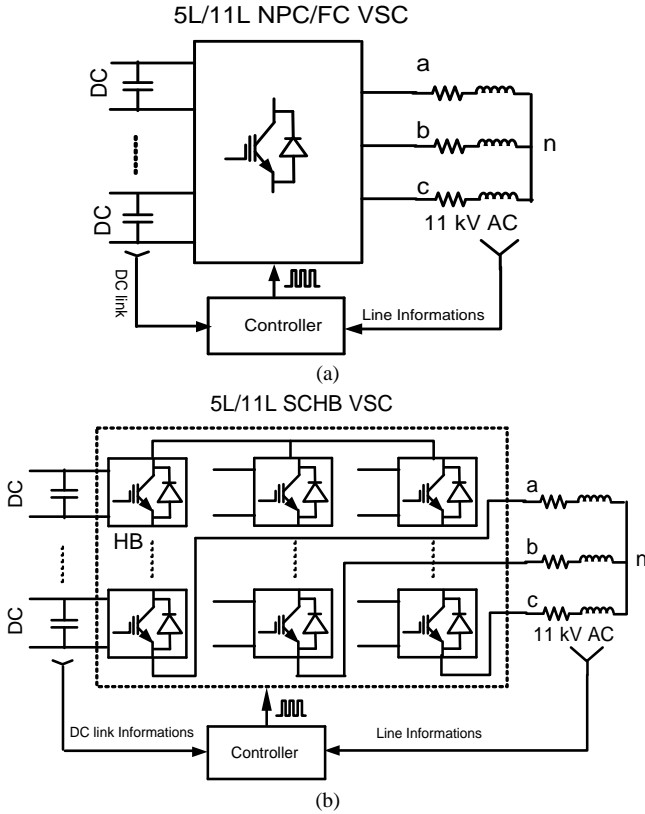 5L/11L NPC/FC VSC
DC
DC
a
b
c
n
11 kV AC
DC link
Controller
Line Informations
(a)
5L/11L SCHB VSC
DC
HB
DC
a
b
c
n
11 kV AC
DC link Informations
Controller
Line Informations
(b)